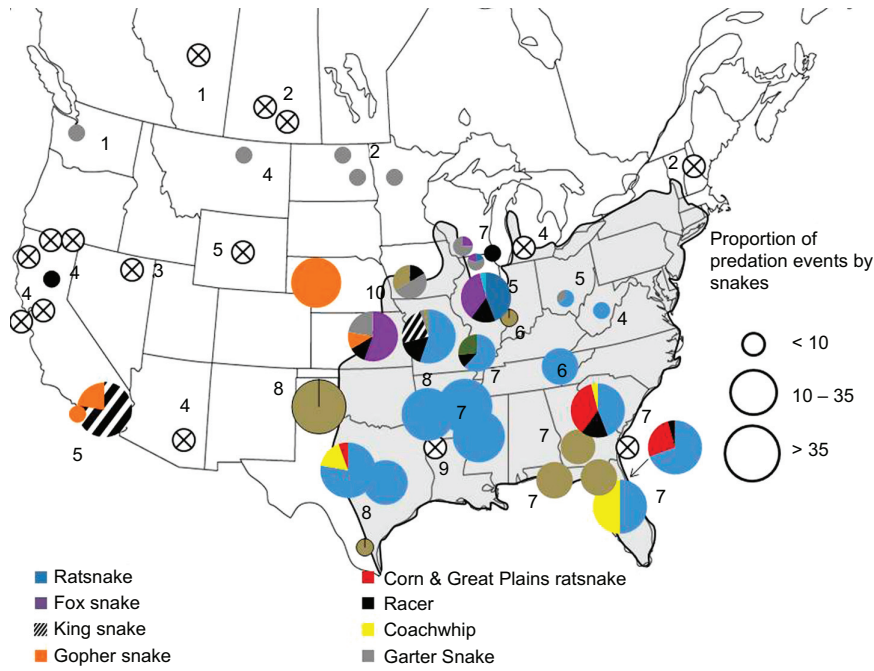 1
2
1
2
4
2
7
4
5
4
3
4
10
5
5
4
6
7
6
8
8
7
7
7
4
5
9
8
7
7
Proportion of
predation events by
snakes
< 10
10 – 35
> 35
Ratsnake
Fox snake
King snake
Gopher snake
Corn & Great Plains ratsnake
Racer
Coachwhip
Garter Snake